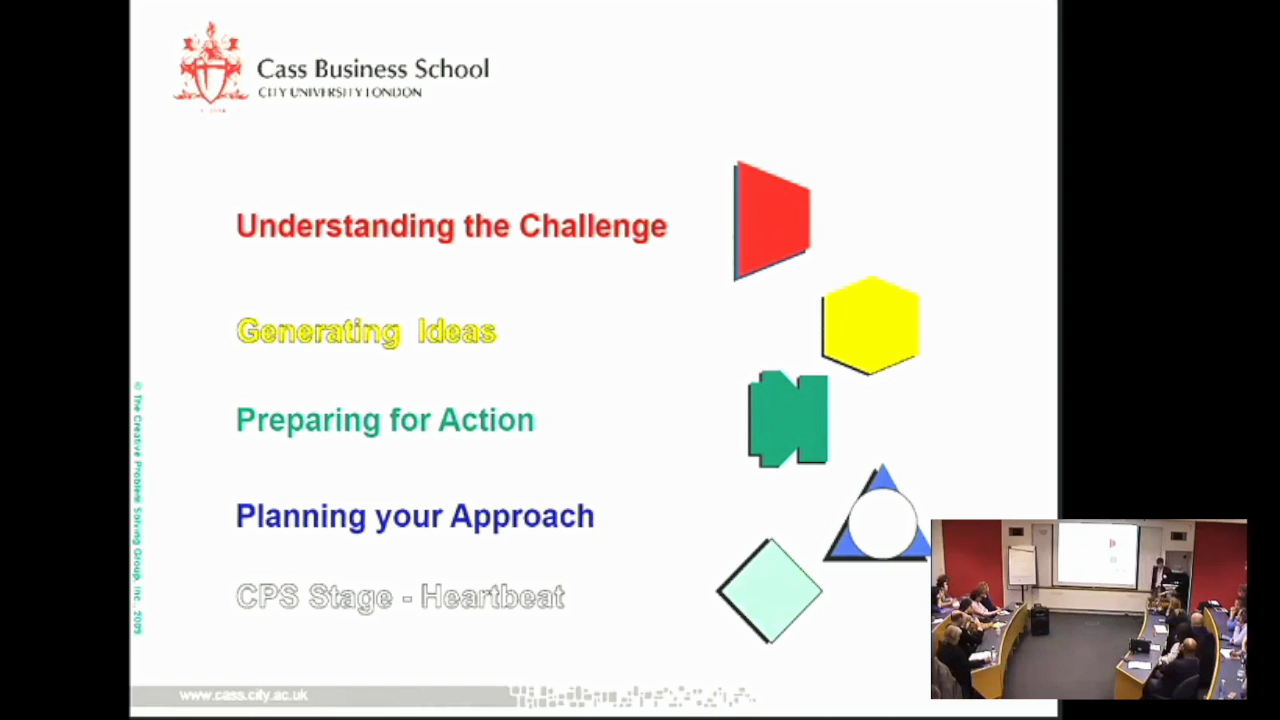 Cass Business School
CITY UNIVERSITY LONDON
Understanding the Challenge
Generating Ideas
Preparing for Action
Planning your Approach
CPS Stage - Heartbeat
© The Creative Problem Solving Group, Inc., 2009
www.cass.city.ac.uk